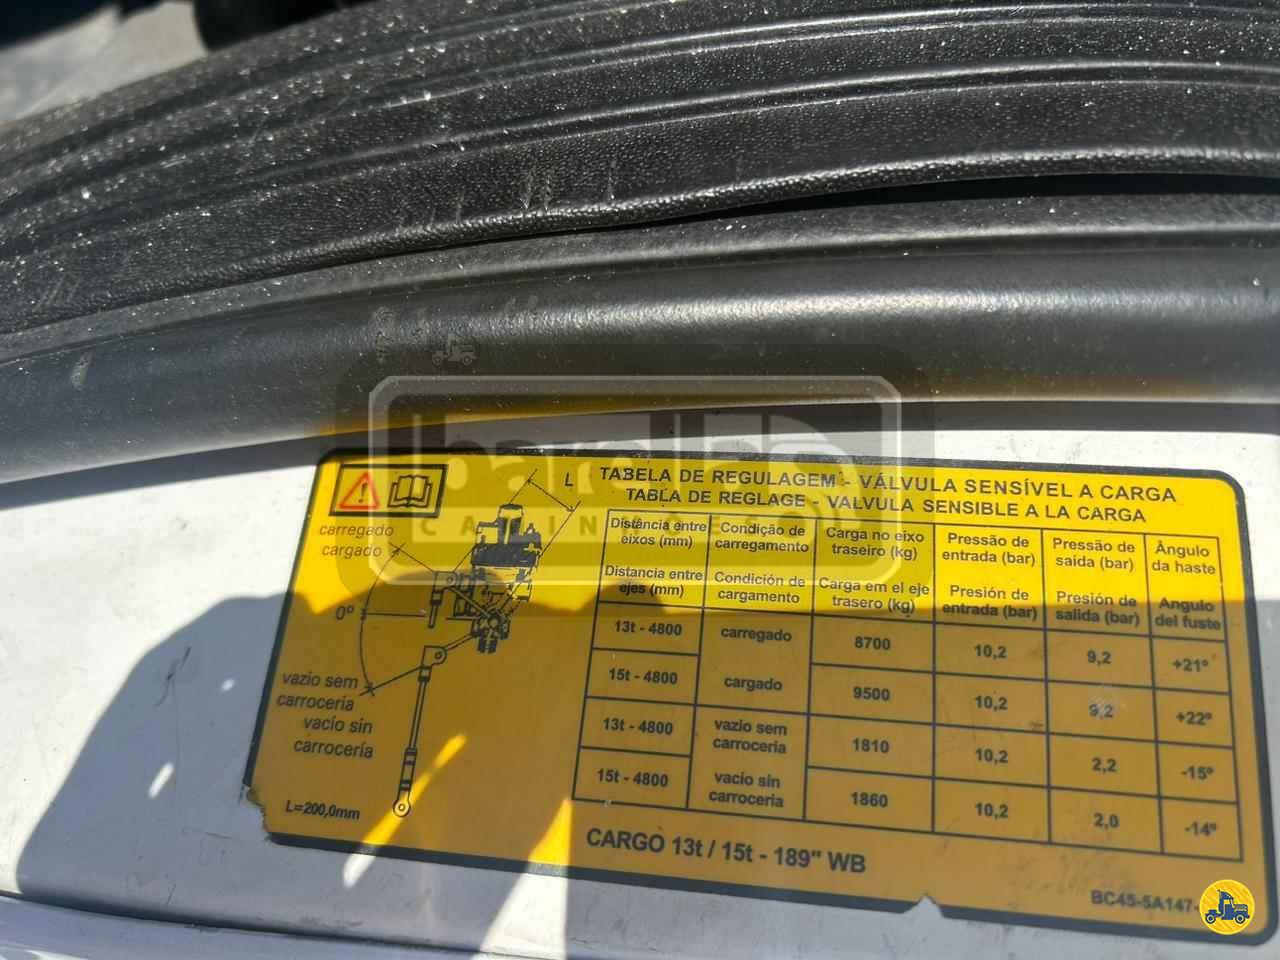 TABELA DE REGULAGEM - VÁLVULA SENSÍVEL A CARGA
TABLA DE REGLAGE - VALVULA SENSIBLE A LA CARGA
L
carregado
cargado
0º
vazio sem
carroceria
vacío sin
carrocería
L=200,0mm
Distância entre eixos (mm) Condição de carregamento Carga no eixo traseiro (kg) Pressão de entrada (bar) Pressão de saída (bar) Ângulo da haste
Distancia entre ejes (mm) Condición de cargamento Carga em el eje trasero (kg) Presión de entrada (bar) Presión de salida (bar) Angulo del fuste
13t - 4800 carregado 8700 10,2 9,2 +21º
15t - 4800 cargado 9500 10,2 9,2 +22º
13t - 4800 vazio sem carroceria 1810 10,2 2,2 -15º
15t - 4800 vacío sin carroceria 1860 10,2 2,0 -14º
CARGO 13t / 15t - 189" WB
BC45-5A147-